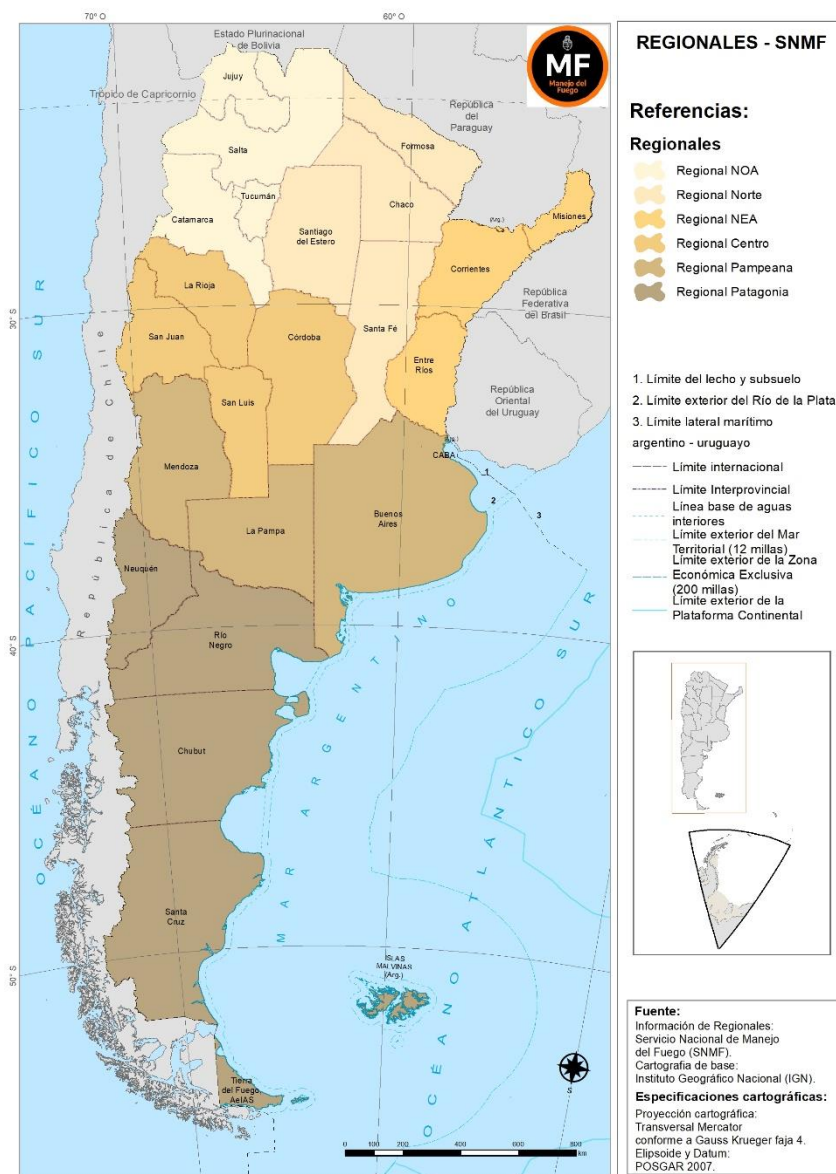 70° O
60° O
Estado Plurinacional
de Bolivia
MF
Manejo del
Fuego
Jujuy
Trópico de Capricornio
República
del
Paraguay
Formosa
Salta
Tucumán
Chaco
Catamarca
Santiago
del Estero
(Arg.)
Misiones
Corrientes
La Rioja
República
Federativa
del Brasil
30° S
San Juan
Córdoba
Santa Fé
Entre
Ríos
San Luis
República
Oriental
del Uruguay
Mendoza
(Arg.)
CABA
1
2
3
Buenos
Aires
La Pampa
Neuquén
Río
Negro
40° S
Chubut
Santa
Cruz
50° S
ISLAS
MALVINAS
(Arg.)
Tierra
del Fuego
AeIAS
OCÉANO PACÍFICO SUR
República de Chile
MAR ARGENTINO
OCÉANO ATLÁNTICO SUR
S
0 100 200 400 600 800
km
REGIONALES - SNMF
Referencias:
Regionales
Regional NOA
Regional Norte
Regional NEA
Regional Centro
Regional Pampeana
Regional Patagonia
1. Límite del lecho y subsuelo
2. Límite exterior del Río de la Plata
3. Límite lateral marítimo
argentino - uruguayo
Límite internacional
Límite Interprovincial
Línea base de aguas
interiores
Límite exterior del Mar
Territorial (12 millas)
Límite exterior de la Zona
Económica Exclusiva
(200 millas)
Límite exterior de la
Plataforma Continental
Fuente:
Información de Regionales:
Servicio Nacional de Manejo
del Fuego (SNMF).
Cartografía de base:
Instituto Geográfico Nacional (IGN).
Especificaciones cartográficas:
Proyección cartográfica:
Transversal Mercator
conforme a Gauss Krueger faja 4.
Elipsoide y Datum:
POSGAR 2007.